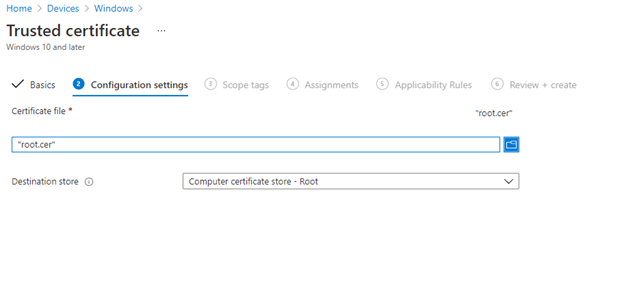 Home > Devices > Windows >
Trusted certificate ...
Windows 10 and later
Basics 2 Configuration settings 3 Scope tags 4 Assignments 5 Applicability Rules 6 Review + create
Certificate file * "root.cer"
"root.cer"
Destination store Computer certificate store - Root